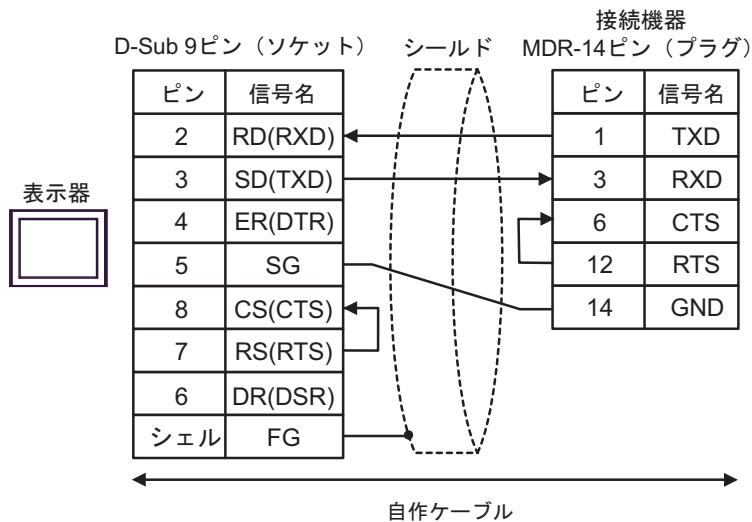 接続機器
D-Sub 9ピン（ソケット） シールド MDR-14ピン（プラグ）
ピン 信号名 ピン 信号名
2 RD(RXD) 1 TXD
3 SD(TXD) 3 RXD
表示器
4 ER(DTR) 6 CTS
5 SG 12 RTS
8 CS(CTS) 14 GND
7 RS(RTS)
6 DR(DSR)
シェル FG
自作ケーブル